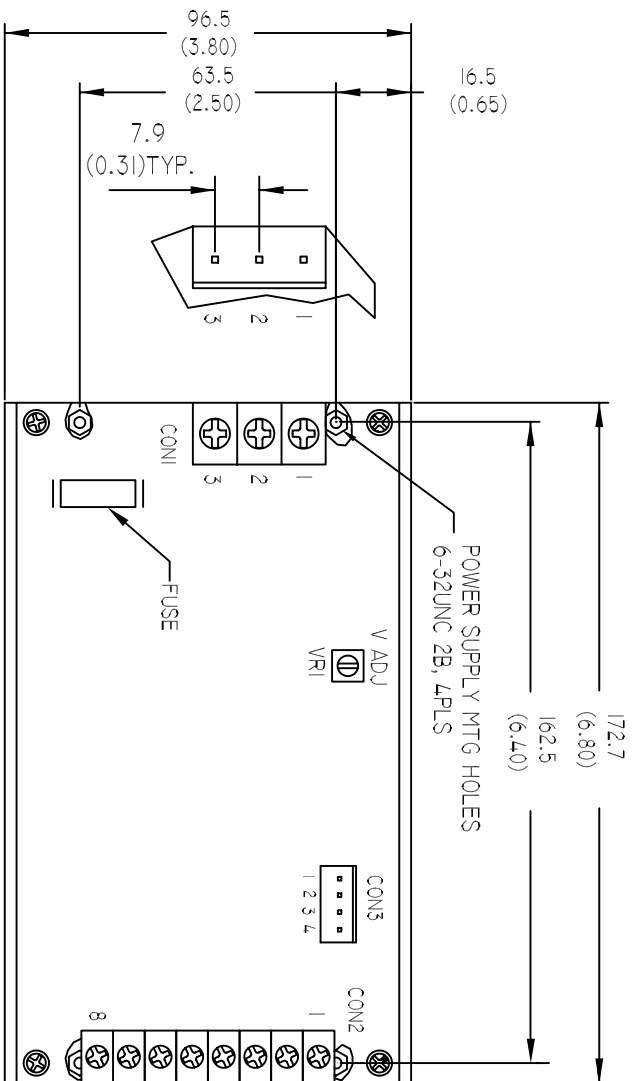 96.5
(3.80)
63.5
(2.50)
16.5
(0.65)
7.9
(0.31)TYP.
3
2
1
CON1
3
2
1
FUSE
POWER SUPPLY MTG HOLES
6-32UNC 2B, 4PLS
V ADJ
VR1
172.7
(6.80)
162.5
(6.40)
CON3
1 2 3 4
CON2
8
1